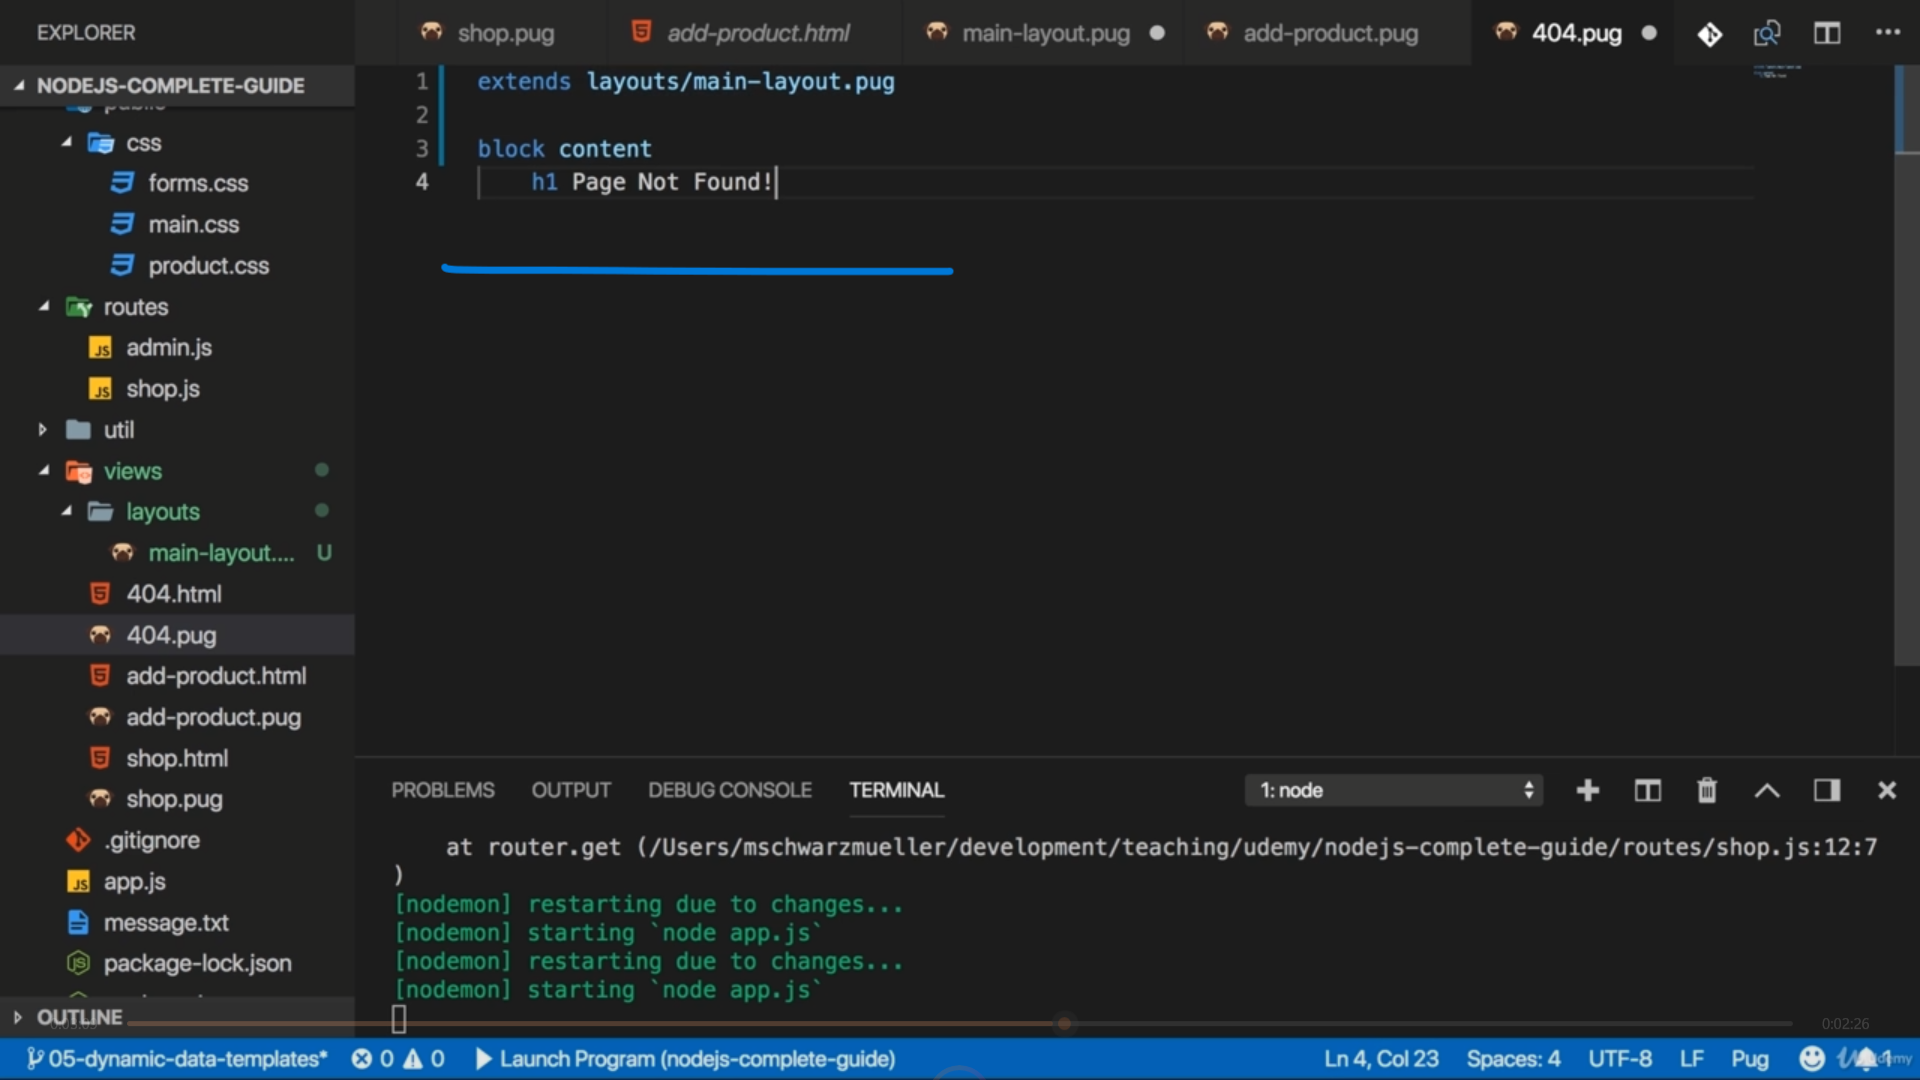 EXPLORER
shop.pug
add-product.html
main-layout.pug
add-product.pug
404.pug
NODEJS-COMPLETE-GUIDE
public
css
forms.css
main.css
product.css
routes
admin.js
shop.js
util
views
layouts
main-layout.... U
404.html
404.pug
add-product.html
add-product.pug
shop.html
shop.pug
.gitignore
app.js
message.txt
package-lock.json
OUTLINE
1 extends layouts/main-layout.pug
2
3 block content
4 h1 Page Not Found!
PROBLEMS OUTPUT DEBUG CONSOLE TERMINAL 1: node
at router.get (/Users/mschwarzmueller/development/teaching/udemy/nodejs-complete-guide/routes/shop.js:12:7
)
[nodemon] restarting due to changes...
[nodemon] starting `node app.js`
[nodemon] restarting due to changes...
[nodemon] starting `node app.js`
0:02:26
05-dynamic-data-templates* 0 0 Launch Program (nodejs-complete-guide) Ln 4, Col 23 Spaces: 4 UTF-8 LF Pug 1